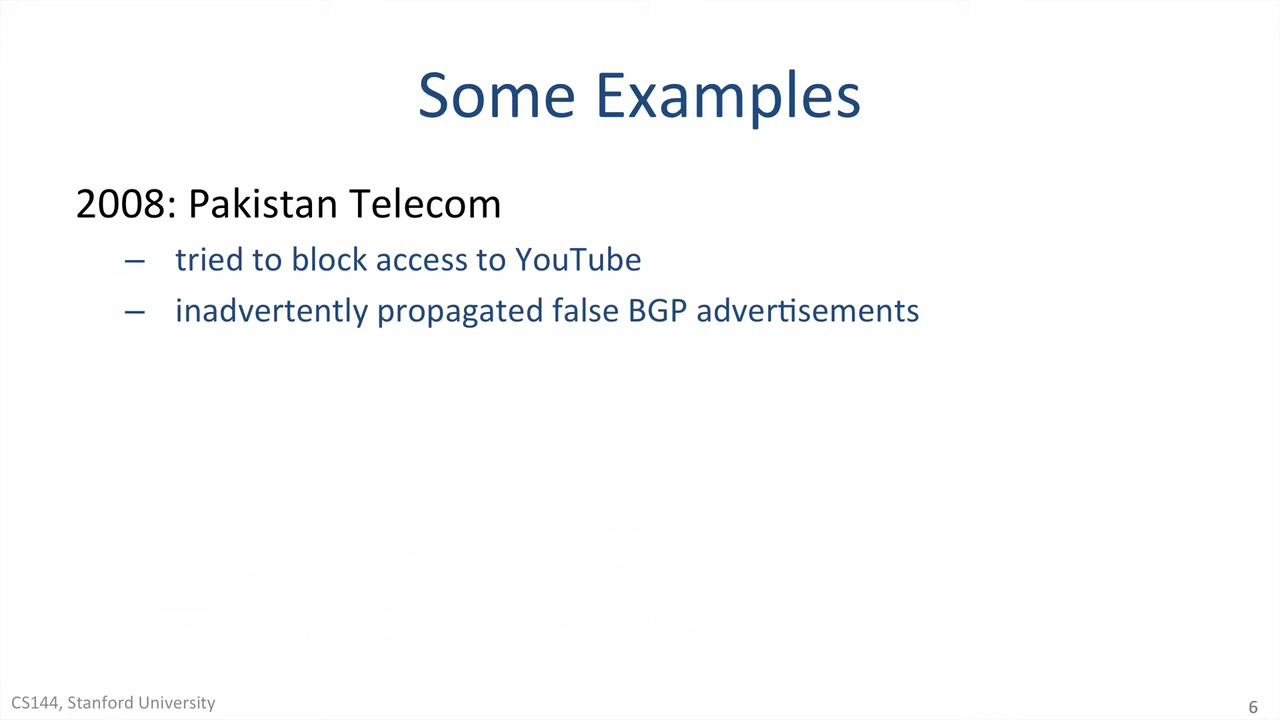 Some Examples
2008: Pakistan Telecom
– tried to block access to YouTube
– inadvertently propagated false BGP advertisements
CS144, Stanford University
6